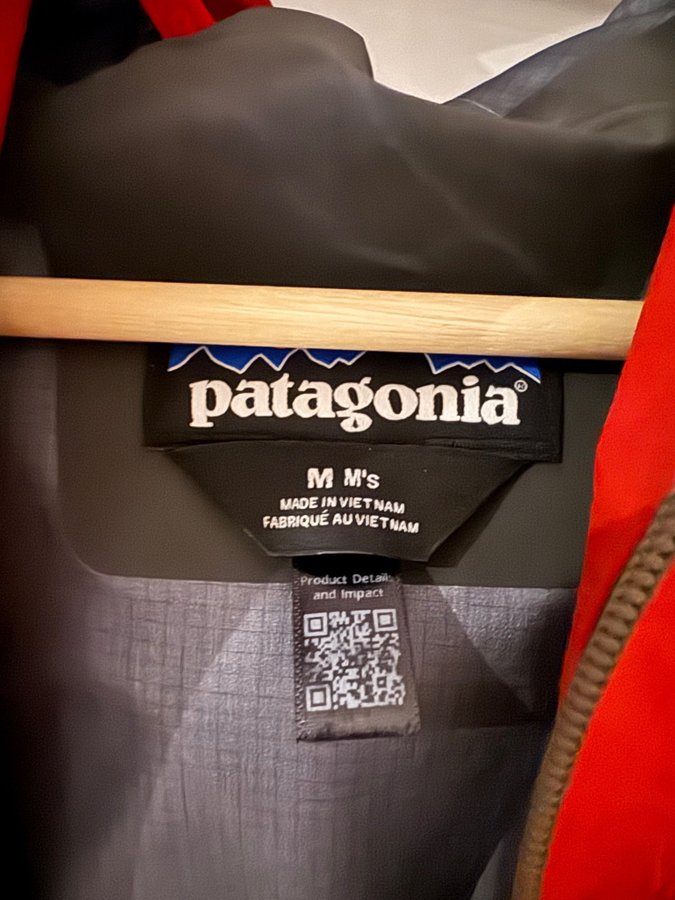 patagonia®
M M's
MADE IN VIETNAM
FABRIQUÉ AU VIETNAM
Product Details
and Impact